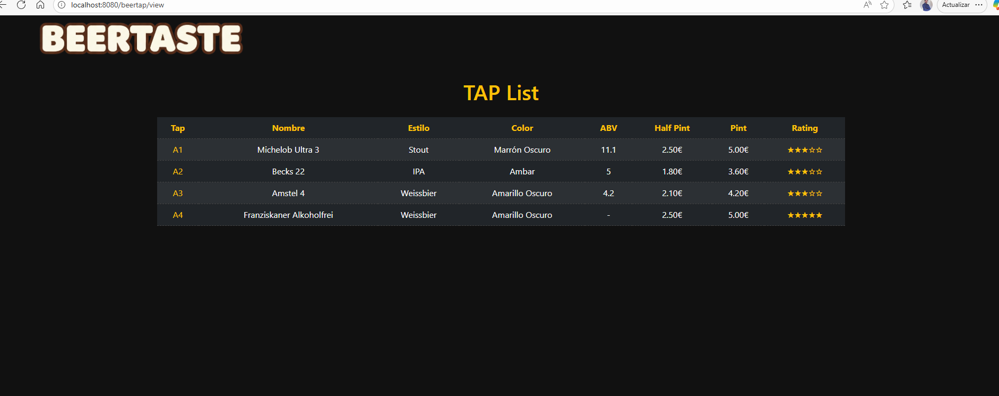 localhost:8080/beertap/view
Actualizar
BEERTASTE
TAP List
Tap Nombre Estilo Color ABV Half Pint Pint Rating
A1 Michelob Ultra 3 Stout Marrón Oscuro 11.1 2.50€ 5.00€ ★★★☆☆
A2 Becks 22 IPA Ambar 5 1.80€ 3.60€ ★★★☆☆
A3 Amstel 4 Weissbier Amarillo Oscuro 4.2 2.10€ 4.20€ ★★★☆☆
A4 Franziskaner Alkoholfrei Weissbier Amarillo Oscuro - 2.50€ 5.00€ ★★★★★